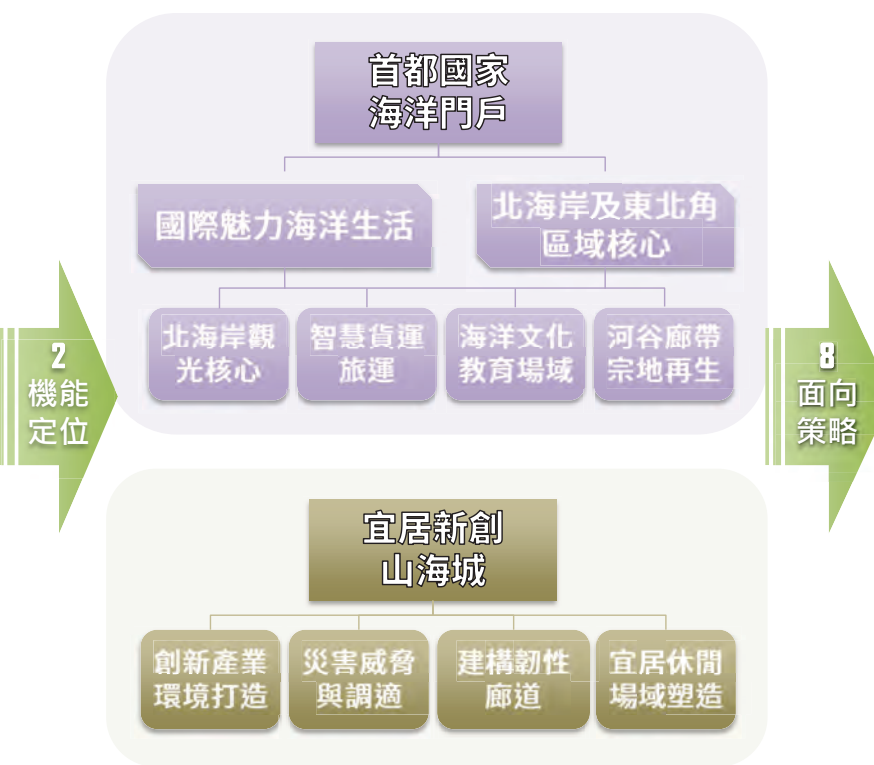 首都國家
海洋門戶
國際魅力海洋生活
北海岸及東北角
區域核心
北海岸觀
光核心
智慧貨運
旅運
海洋文化
教育場域
河谷廊帶
宗地再生
2
機能
定位
8
面向
策略
宜居新創
山海城
創新產業
環境打造
災害威脅
與調適
建構韌性
廊道
宜居休閒
場域塑造